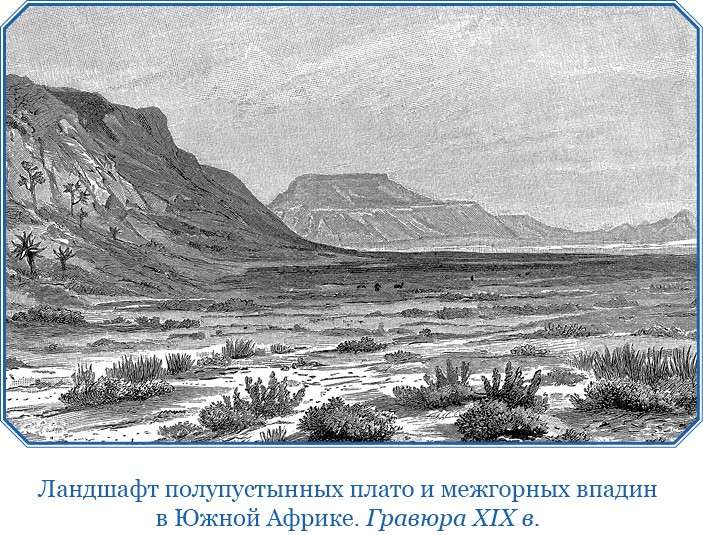 Ландшафт полупустынных плато и межгорных впадин
в Южной Африке. Гравюра XIX в.